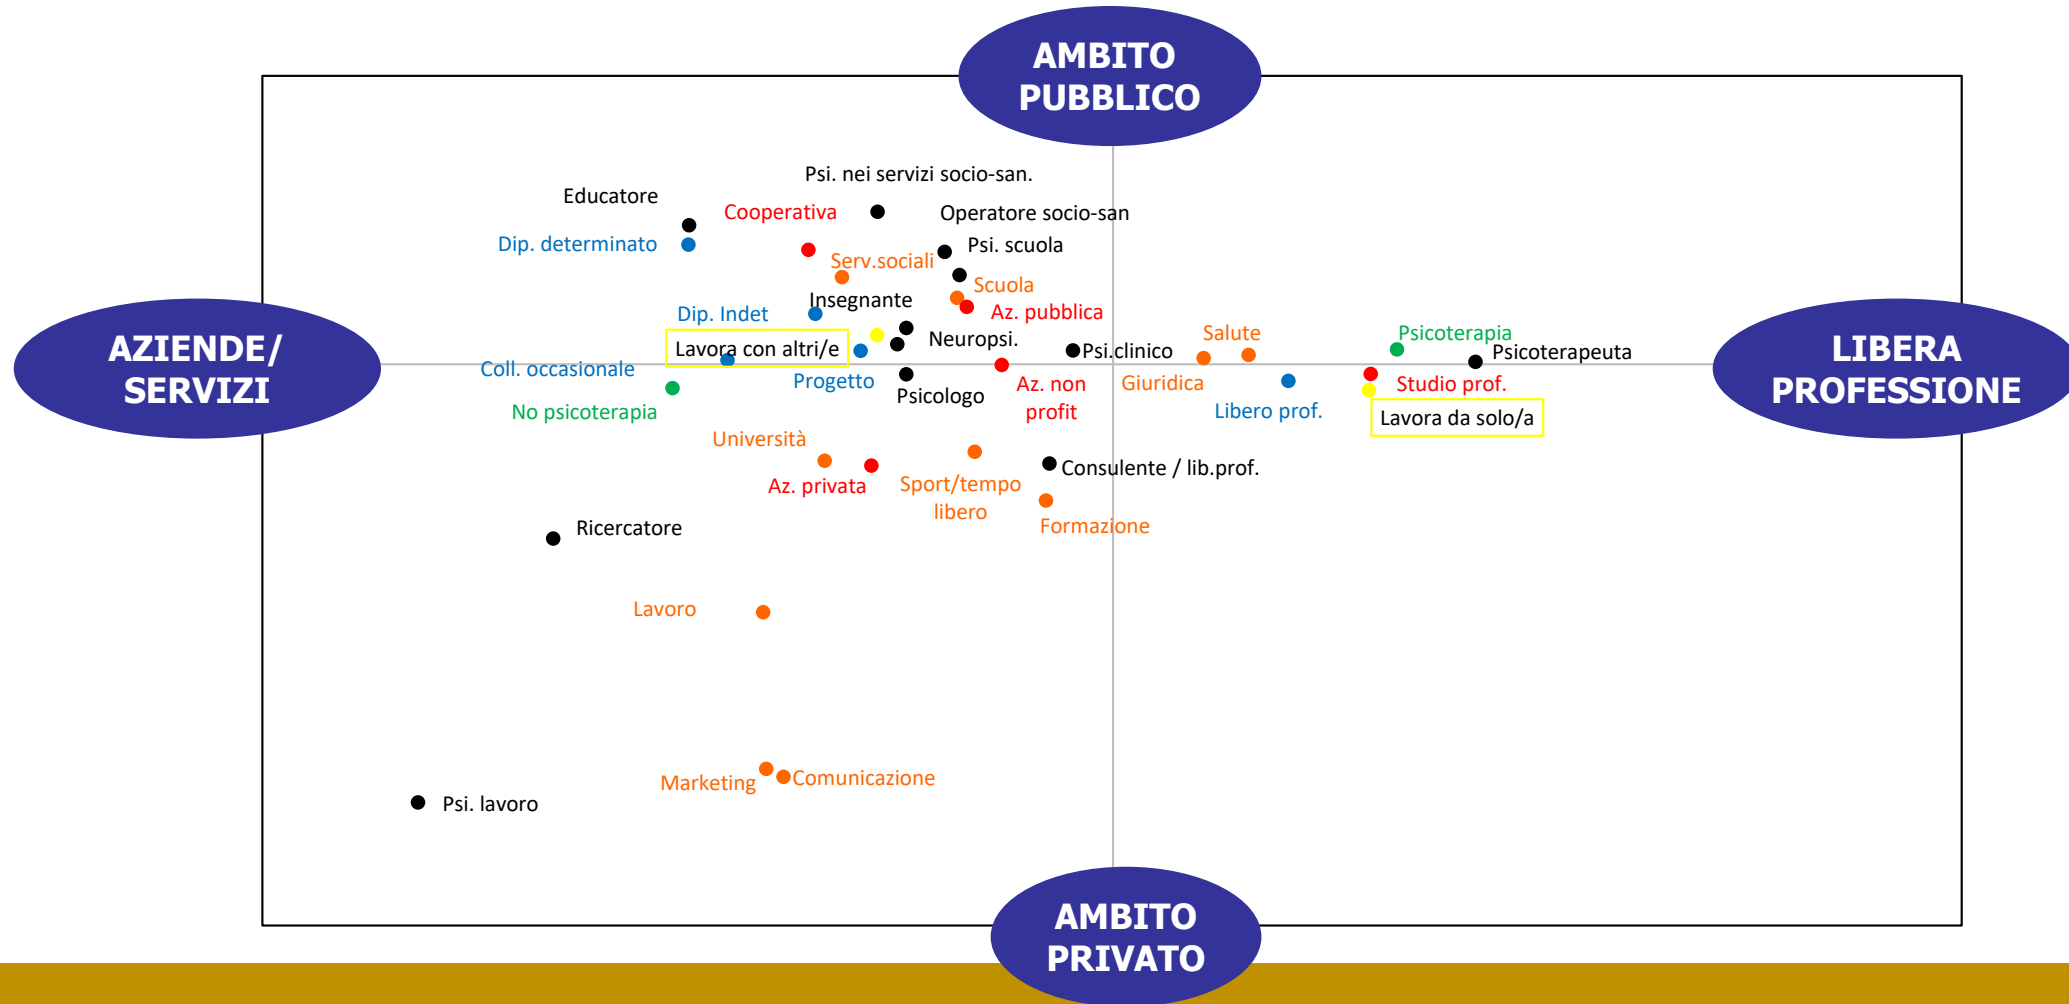 AMBITO
PUBBLICO
Psi. nei servizi socio-san.
Educatore
Cooperativa
Operatore socio-san
Dip. determinato
Psi. scuola
Serv.sociali
Scuola
Insegnante
Dip. Indet
Az. pubblica
Salute
Psicoterapia
Neuropsi.
Lavora con altri/e
Psi.clinico
Psicoterapeuta
AZIENDE/
SERVIZI
LIBERA
PROFESSIONE
Coll. occasionale
Progetto
Psicologo
Az. non
profit
Giuridica
Studio prof.
Libero prof.
No psicoterapia
Lavora da solo/a
Università
Consulente / lib.prof.
Az. privata
Sport/tempo
libero
Formazione
Ricercatore
Lavoro
Marketing
Comunicazione
Psi. lavoro
AMBITO
PRIVATO